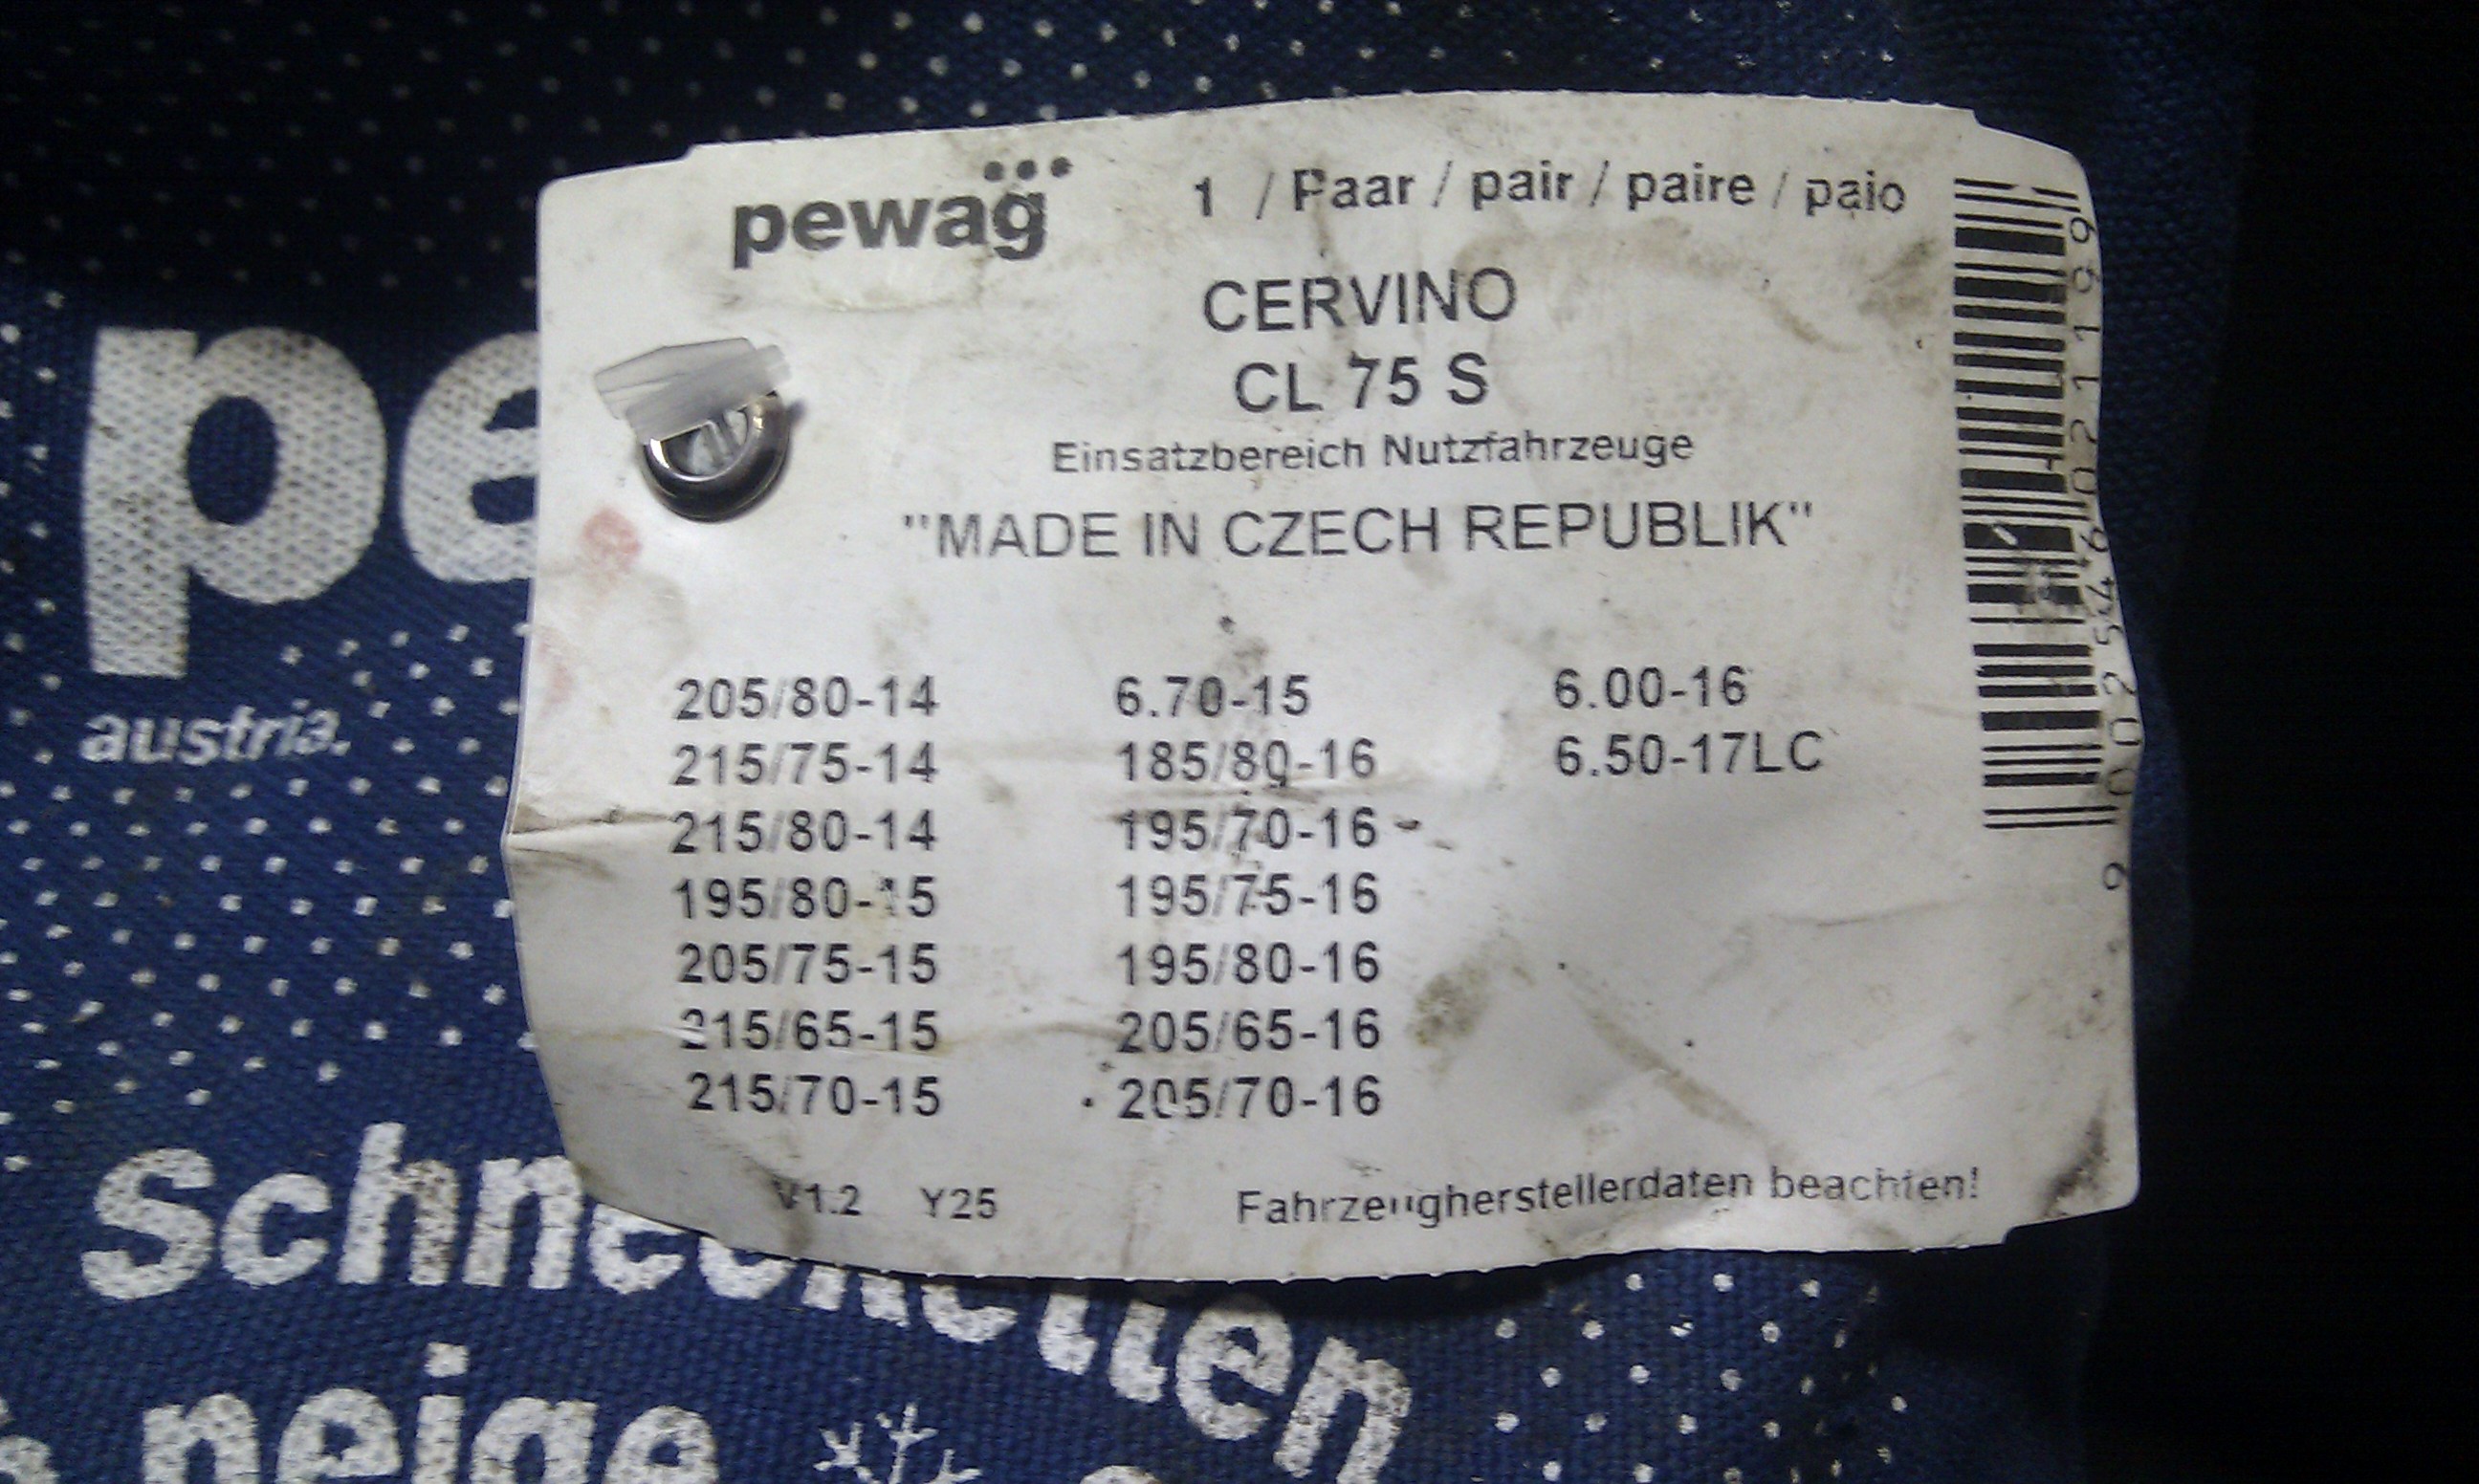 pewag
1 / Paar / pair / paire / paio
CERVINO
CL 75 S
Einsatzbereich Nutzfahrzeuge
"MADE IN CZECH REPUBLIK"
205/80-14 6.70-15 6.00-16
215/75-14 185/80-16 6.50-17LC
215/80-14 195/70-16
195/80-15 195/75-16
205/75-15 195/80-16
215/65-15 205/65-16
215/70-15 205/70-16
V1.2 Y25 Fahrzeugherstellerdaten beachten!
9 002546 021199
pe
austria.
Schneeketten
neige